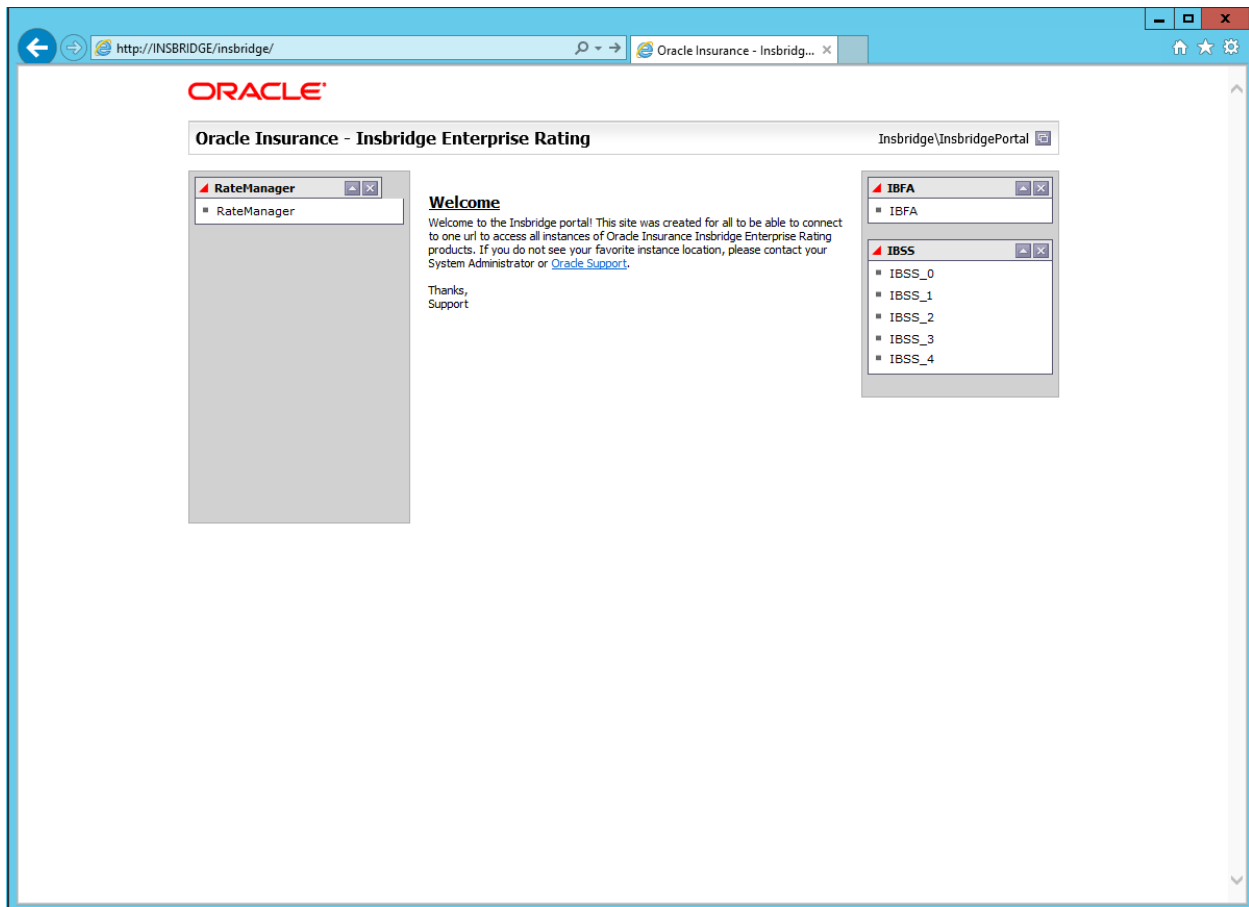 http://INSBRIDGE/insbridge/
Oracle Insurance - Insbridg...
ORACLE
Oracle Insurance - Insbridge Enterprise Rating
Insbridge\InsbridgePortal
RateManager
RateManager
Welcome
Welcome to the Insbridge portal! This site was created for all to be able to connect
to one url to access all instances of Oracle Insurance Insbridge Enterprise Rating
products. If you do not see your favorite instance location, please contact your
System Administrator or Oracle Support.
Thanks,
Support
IBFA
IBFA
IBSS
IBSS_0
IBSS_1
IBSS_2
IBSS_3
IBSS_4